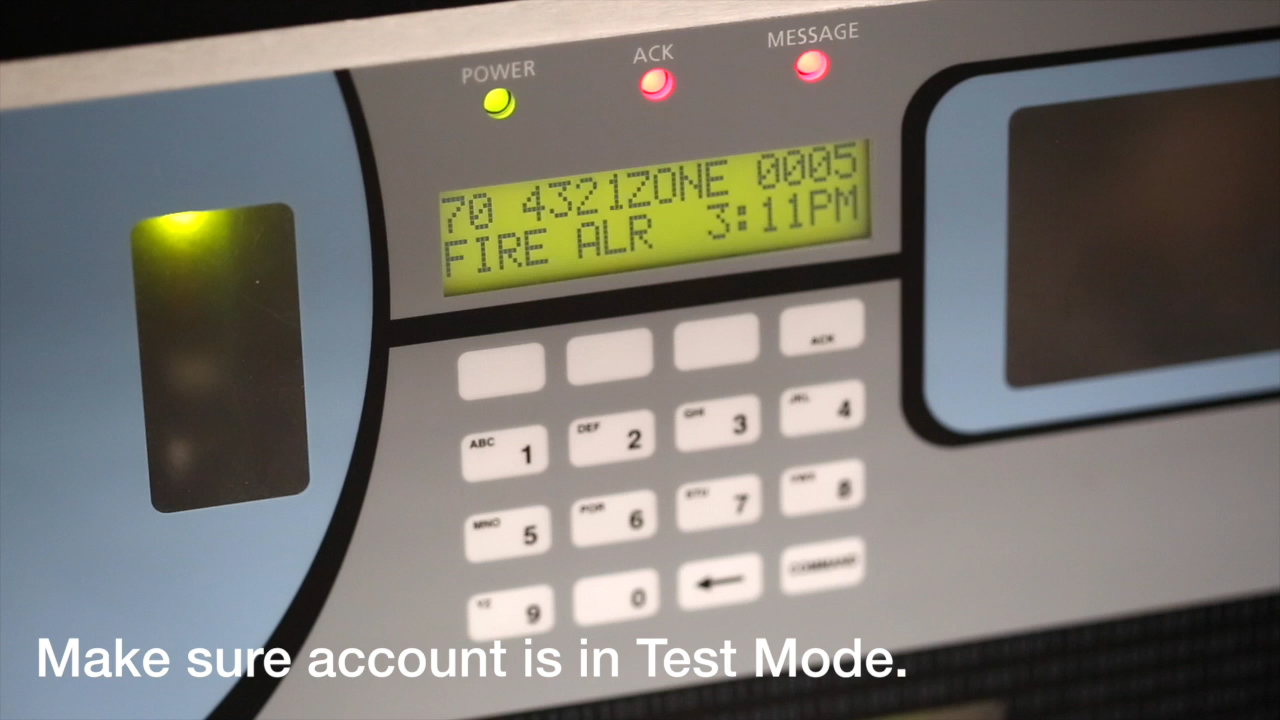 POWER ACK MESSAGE
70 4321ZONE 0005
FIRE ALR 3:11PM
ACK
ABC 1 DEF 2 GHI 3 JKL 4
MNO 5 PQR 6 STU 7 VWX 8
YZ 9 0 COMMAND
Make sure account is in Test Mode.